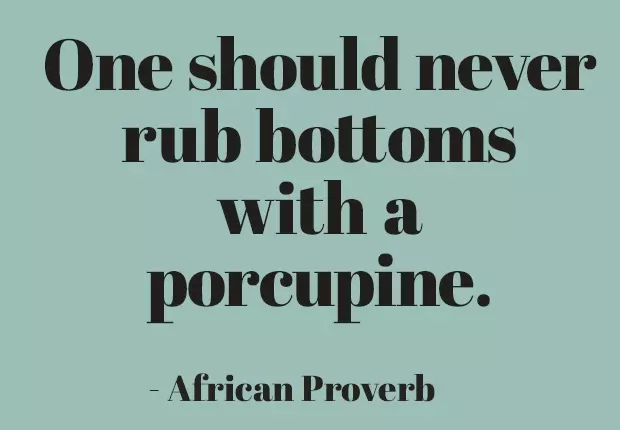 One should never
rub bottoms
with a
porcupine.
- African Proverb